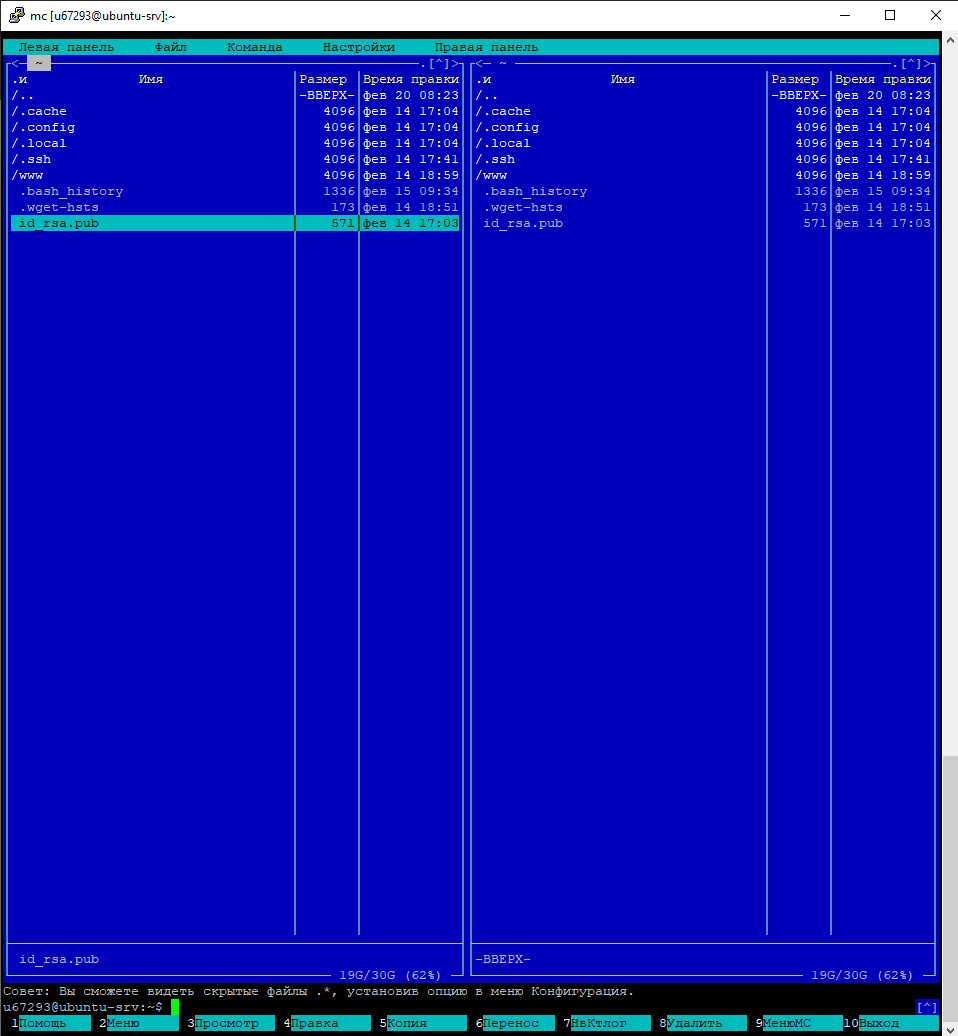 mc [u67293@ubuntu-srv]:~
Левая панель Файл Команда Настройки Правая панель
<─ ~ .[^]> <─ ~ .[^]>
.и Имя Размер Время правки .и Имя Размер Время правки
/.. -ВВЕРХ- фев 20 08:23 /.. -ВВЕРХ- фев 20 08:23
/.cache 4096 фев 14 17:04 /.cache 4096 фев 14 17:04
/.config 4096 фев 14 17:04 /.config 4096 фев 14 17:04
/.local 4096 фев 14 17:04 /.local 4096 фев 14 17:04
/.ssh 4096 фев 14 17:41 /.ssh 4096 фев 14 17:41
/www 4096 фев 14 18:59 /www 4096 фев 14 18:59
.bash_history 1336 фев 15 09:34 .bash_history 1336 фев 15 09:34
.wget-hsts 173 фев 14 18:51 .wget-hsts 173 фев 14 18:51
id_rsa.pub 571 фев 14 17:03 id_rsa.pub 571 фев 14 17:03
id_rsa.pub -ВВЕРХ-
19G/30G (62%) 19G/30G (62%)
Совет: Вы сможете видеть скрытые файлы .*, установив опцию в меню Конфигурация.
u67293@ubuntu-srv:~$ [^]
1Помощь 2Меню 3Просмотр 4Правка 5Копия 6Перенос 7НвКтлог 8Удалить 9МенюМС 10Выход